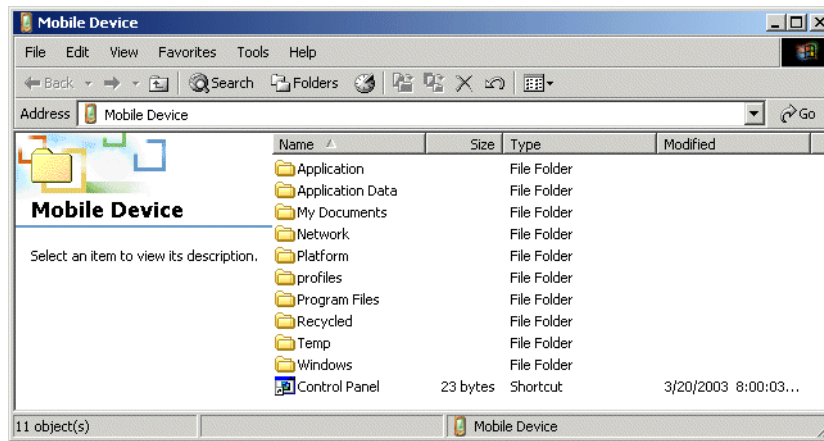 Mobile Device
File Edit View Favorites Tools Help
Back Search Folders
Address Mobile Device Go
Name Size Type Modified
Application File Folder
Application Data File Folder
Mobile Device
My Documents File Folder
Network File Folder
Select an item to view its description.
Platform File Folder
profiles File Folder
Program Files File Folder
Recycled File Folder
Temp File Folder
Windows File Folder
Control Panel 23 bytes Shortcut 3/20/2003 8:00:03...
11 object(s) Mobile Device